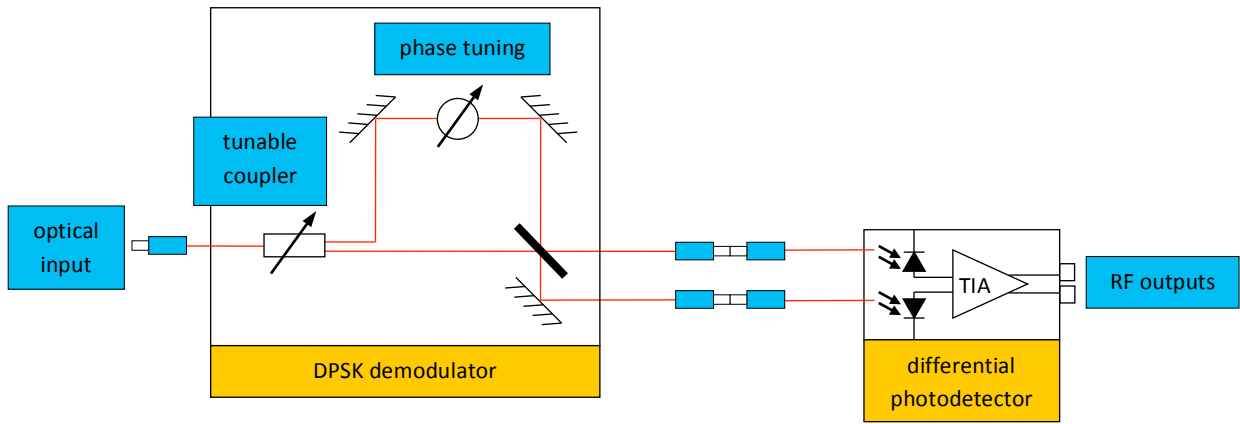 phase tuning
tunable
coupler
optical
input
TIA
RF outputs
DPSK demodulator
differential
photodetector